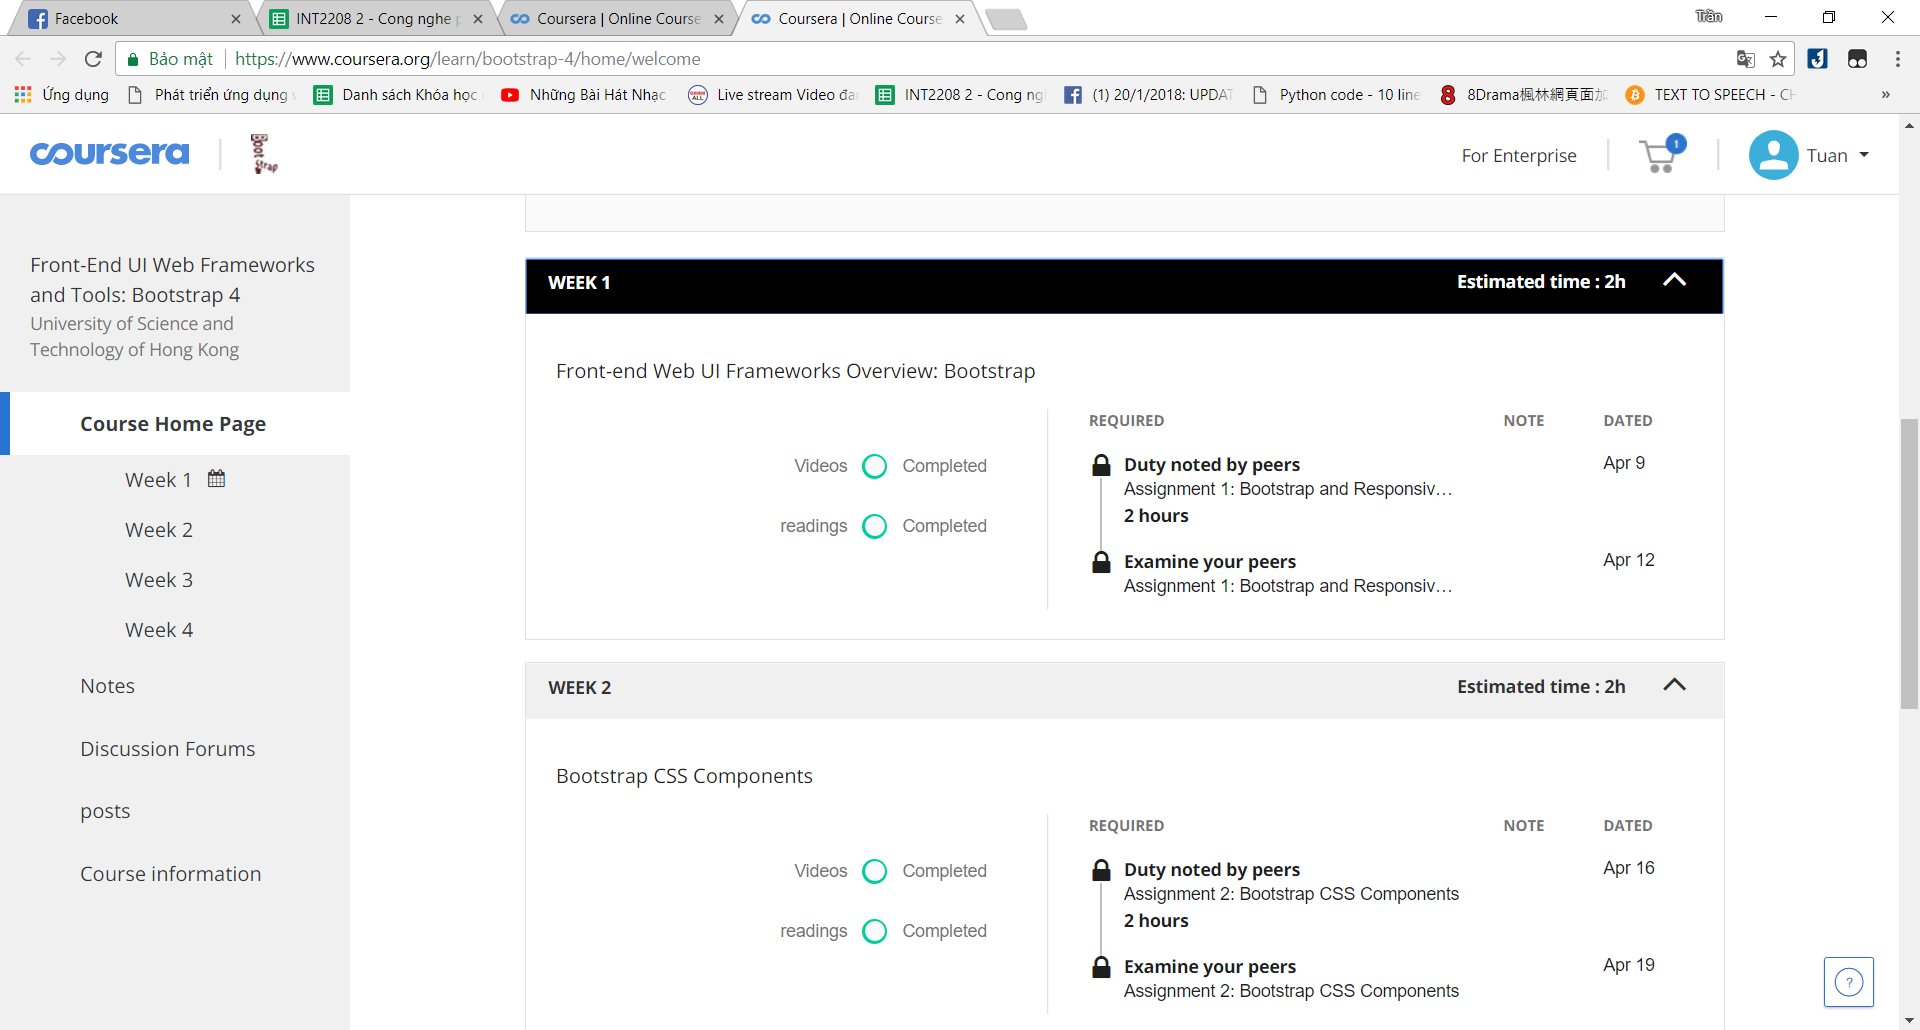 Facebook
INT2208 2 - Cong nghe p
Coursera | Online Course
Coursera | Online Course
Trần
Bảo mật
https://www.coursera.org/learn/bootstrap-4/home/welcome
Ứng dụng
Phát triển ứng dụng
Danh sách Khóa học
Những Bài Hát Nhạc
Live stream Video đa
INT2208 2 - Cong ng
(1) 20/1/2018: UPDAT
Python code - 10 line
8Drama楓林網頁面加
TEXT TO SPEECH - CH
»
coursera
Boot strap
For Enterprise
1
Tuan
Front-End UI Web Frameworks
and Tools: Bootstrap 4
University of Science and
Technology of Hong Kong
Course Home Page
Week 1
Week 2
Week 3
Week 4
Notes
Discussion Forums
posts
Course information
WEEK 1
Estimated time : 2h
Front-end Web UI Frameworks Overview: Bootstrap
Videos Completed
readings Completed
REQUIRED NOTE DATED
Duty noted by peers Apr 9
Assignment 1: Bootstrap and Responsiv…
2 hours
Examine your peers Apr 12
Assignment 1: Bootstrap and Responsiv…
WEEK 2
Estimated time : 2h
Bootstrap CSS Components
Videos Completed
readings Completed
REQUIRED NOTE DATED
Duty noted by peers Apr 16
Assignment 2: Bootstrap CSS Components
2 hours
Examine your peers Apr 19
Assignment 2: Bootstrap CSS Components
?